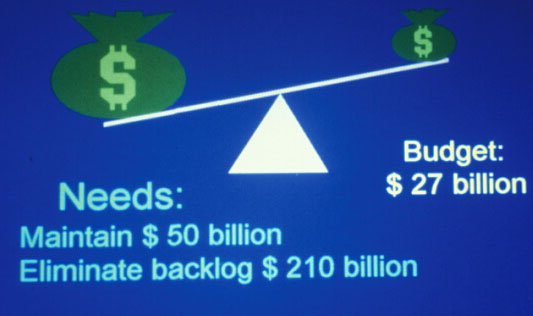 $
$
Budget:
$ 27 billion
Needs:
Maintain $ 50 billion
Eliminate backlog $ 210 billion